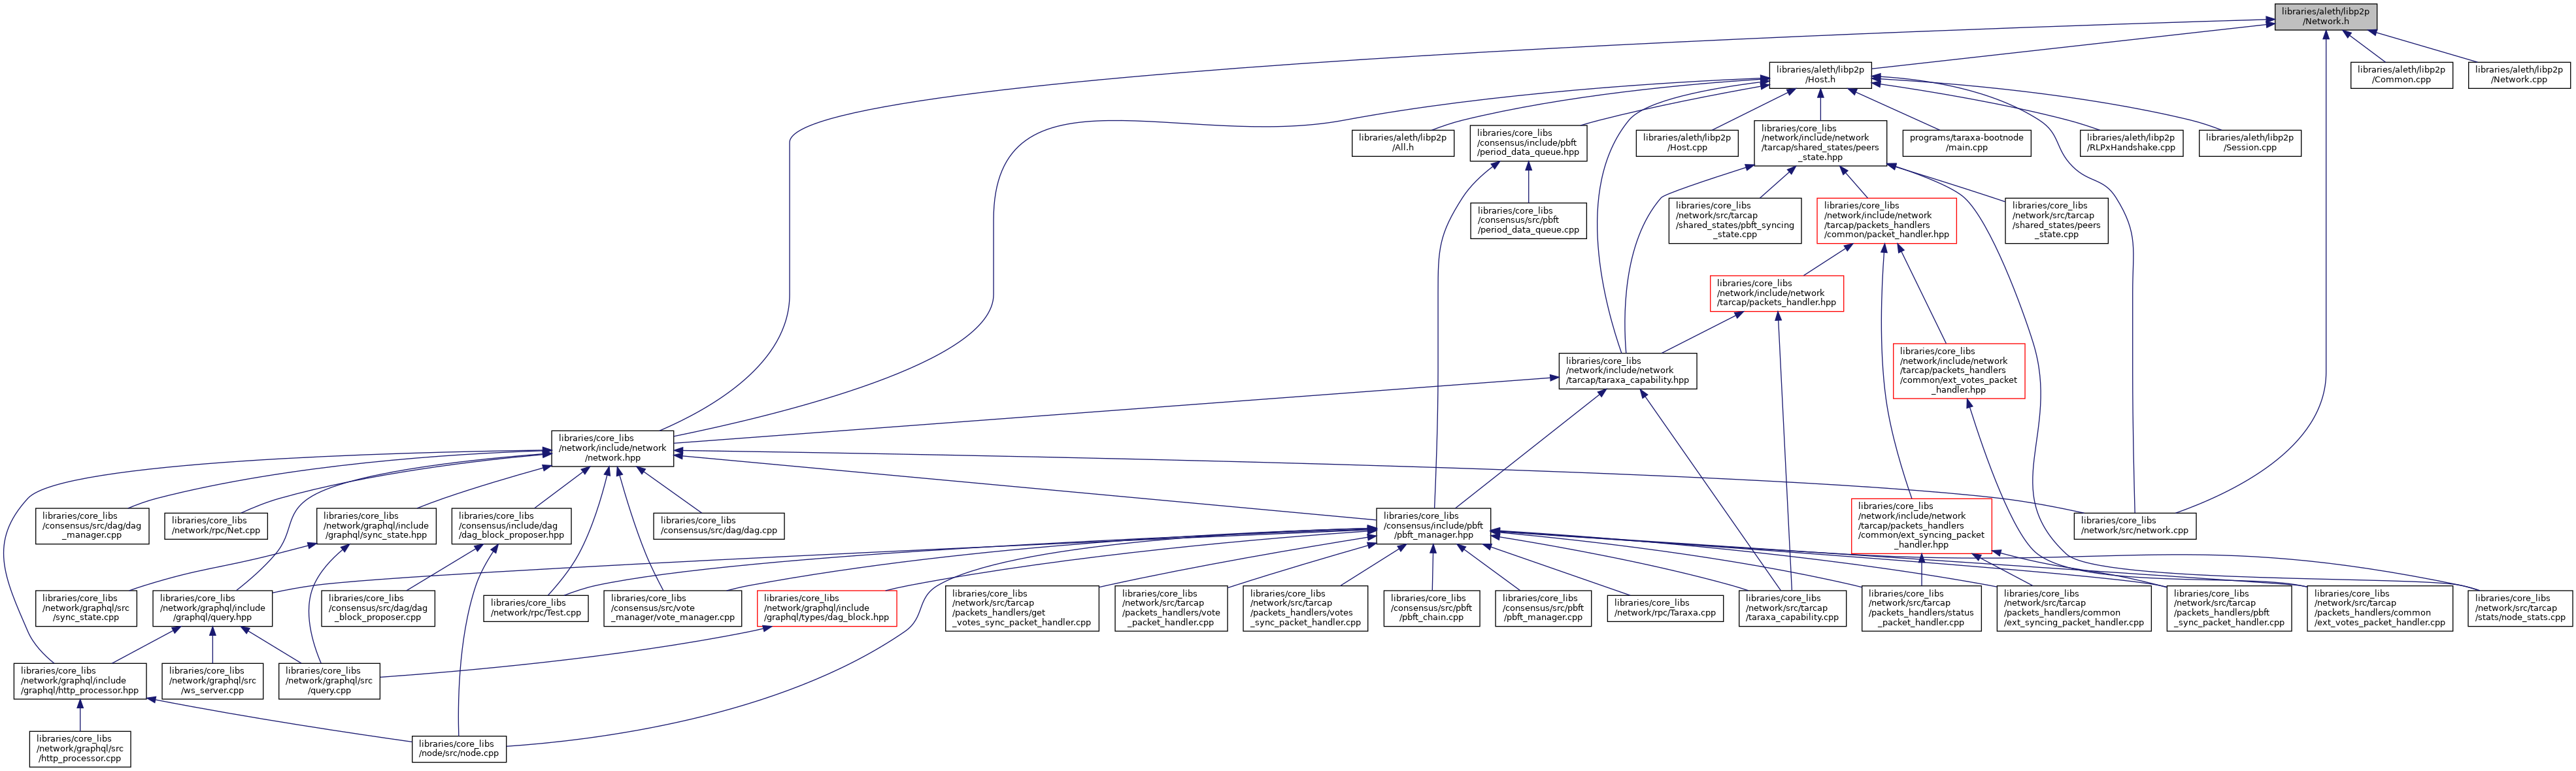 libraries/aleth/libp2p
/Network.h
libraries/aleth/libp2p
/Host.h
libraries/aleth/libp2p
/Common.cpp
libraries/aleth/libp2p
/Network.cpp
libraries/aleth/libp2p
/All.h
libraries/core_libs
/consensus/include/pbft
/period_data_queue.hpp
libraries/aleth/libp2p
/Host.cpp
libraries/core_libs
/network/include/network
/tarcap/shared_states/peers
_state.hpp
programs/taraxa-bootnode
/main.cpp
libraries/aleth/libp2p
/RLPxHandshake.cpp
libraries/aleth/libp2p
/Session.cpp
libraries/core_libs
/consensus/src/pbft
/period_data_queue.cpp
libraries/core_libs
/network/src/tarcap
/shared_states/pbft_syncing
_state.cpp
libraries/core_libs
/network/include/network
/tarcap/packets_handlers
/common/packet_handler.hpp
libraries/core_libs
/network/src/tarcap
/shared_states/peers
_state.cpp
libraries/core_libs
/network/include/network
/tarcap/packets_handler.hpp
libraries/core_libs
/network/include/network
/tarcap/taraxa_capability.hpp
libraries/core_libs
/network/include/network
/tarcap/packets_handlers
/common/ext_votes_packet
_handler.hpp
libraries/core_libs
/network/include/network
/network.hpp
libraries/core_libs
/consensus/src/dag/dag
_manager.cpp
libraries/core_libs
/network/rpc/Net.cpp
libraries/core_libs
/network/graphql/include
/graphql/sync_state.hpp
libraries/core_libs
/consensus/include/dag
/dag_block_proposer.hpp
libraries/core_libs
/consensus/src/dag/dag.cpp
libraries/core_libs
/consensus/include/pbft
/pbft_manager.hpp
libraries/core_libs
/network/include/network
/tarcap/packets_handlers
/common/ext_syncing_packet
_handler.hpp
libraries/core_libs
/network/src/network.cpp
libraries/core_libs
/network/graphql/src
/sync_state.cpp
libraries/core_libs
/network/graphql/include
/graphql/query.hpp
libraries/core_libs
/consensus/src/dag/dag
_block_proposer.cpp
libraries/core_libs
/network/rpc/Test.cpp
libraries/core_libs
/consensus/src/vote
_manager/vote_manager.cpp
libraries/core_libs
/network/graphql/include
/graphql/types/dag_block.hpp
libraries/core_libs
/network/src/tarcap
/packets_handlers/get
_votes_sync_packet_handler.cpp
libraries/core_libs
/network/src/tarcap
/packets_handlers/vote
_packet_handler.cpp
libraries/core_libs
/network/src/tarcap
/packets_handlers/votes
_sync_packet_handler.cpp
libraries/core_libs
/consensus/src/pbft
/pbft_chain.cpp
libraries/core_libs
/consensus/src/pbft
/pbft_manager.cpp
libraries/core_libs
/network/rpc/Taraxa.cpp
libraries/core_libs
/network/src/tarcap
/taraxa_capability.cpp
libraries/core_libs
/network/src/tarcap
/packets_handlers/status
_packet_handler.cpp
libraries/core_libs
/network/src/tarcap
/packets_handlers/common
/ext_syncing_packet_handler.cpp
libraries/core_libs
/network/src/tarcap
/packets_handlers/pbft
_sync_packet_handler.cpp
libraries/core_libs
/network/src/tarcap
/packets_handlers/common
/ext_votes_packet_handler.cpp
libraries/core_libs
/network/src/tarcap
/stats/node_stats.cpp
libraries/core_libs
/network/graphql/include
/graphql/http_processor.hpp
libraries/core_libs
/network/graphql/src
/ws_server.cpp
libraries/core_libs
/network/graphql/src
/query.cpp
libraries/core_libs
/network/graphql/src
/http_processor.cpp
libraries/core_libs
/node/src/node.cpp